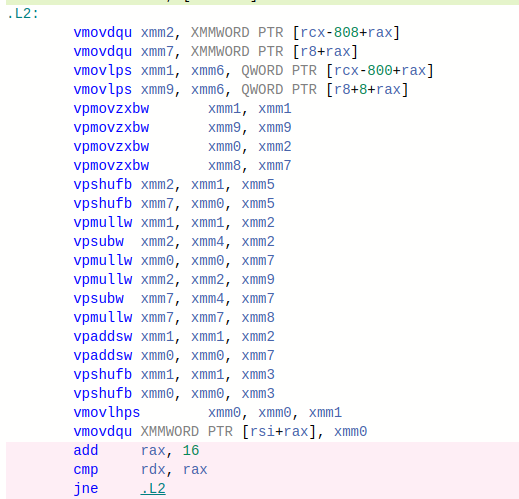 .L2:
vmovdqu xmm2, XMMWORD PTR [rcx-808+rax]
vmovdqu xmm7, XMMWORD PTR [r8+rax]
vmovlps xmm1, xmm6, QWORD PTR [rcx-800+rax]
vmovlps xmm9, xmm6, QWORD PTR [r8+8+rax]
vpmovzxbw xmm1, xmm1
vpmovzxbw xmm9, xmm9
vpmovzxbw xmm0, xmm2
vpmovzxbw xmm8, xmm7
vpshufb xmm2, xmm1, xmm5
vpshufb xmm7, xmm0, xmm5
vpmullw xmm1, xmm1, xmm2
vpsubw xmm2, xmm4, xmm2
vpmullw xmm0, xmm0, xmm7
vpmullw xmm2, xmm2, xmm9
vpsubw xmm7, xmm4, xmm7
vpmullw xmm7, xmm7, xmm8
vpaddsw xmm1, xmm1, xmm2
vpaddsw xmm0, xmm0, xmm7
vpshufb xmm1, xmm1, xmm3
vpshufb xmm0, xmm0, xmm3
vmovlhps xmm0, xmm0, xmm1
vmovdqu XMMWORD PTR [rsi+rax], xmm0
add rax, 16
cmp rdx, rax
jne .L2